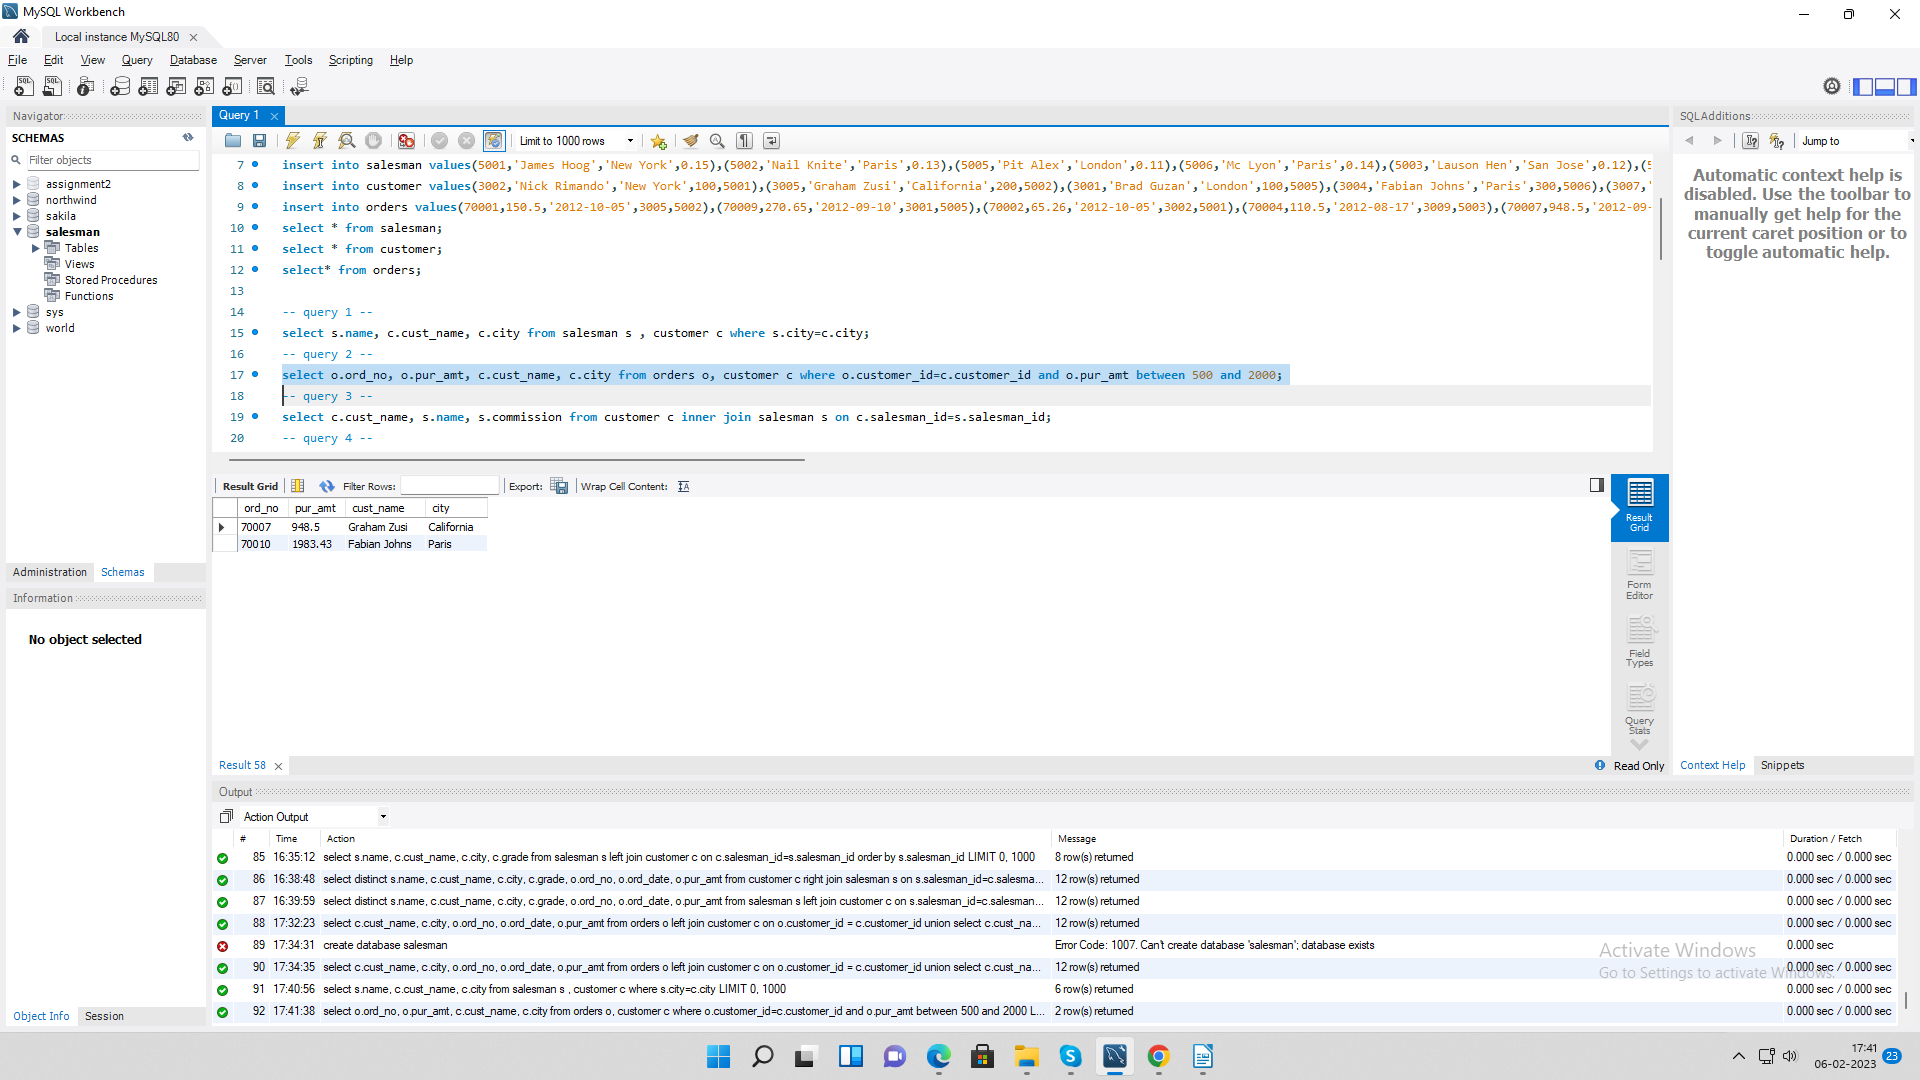 MySQL Workbench
Local instance MySQL80
File Edit View Query Database Server Tools Scripting Help
Navigator
SCHEMAS
Filter objects
assignment2
northwind
sakila
salesman
Tables
Views
Stored Procedures
Functions
sys
world
Administration Schemas
Information
No object selected
Object Info Session
Query 1
Limit to 1000 rows
7 insert into salesman values(5001,'James Hoog','New York',0.15),(5002,'Nail Knite','Paris',0.13),(5005,'Pit Alex','London',0.11),(5006,'Mc Lyon','Paris',0.14),(5003,'Lauson Hen','San Jose',0.12),(5
8 insert into customer values(3002,'Nick Rimando','New York',100,5001),(3005,'Graham Zusi','California',200,5002),(3001,'Brad Guzan','London',100,5005),(3004,'Fabian Johns','Paris',300,5006),(3007,'
9 insert into orders values(70001,150.5,'2012-10-05',3005,5002),(70009,270.65,'2012-09-10',3001,5005),(70002,65.26,'2012-10-05',3002,5001),(70004,110.5,'2012-08-17',3009,5003),(70007,948.5,'2012-09-
10 select * from salesman;
11 select * from customer;
12 select* from orders;
13
14 -- query 1 --
15 select s.name, c.cust_name, c.city from salesman s , customer c where s.city=c.city;
16 -- query 2 --
17 select o.ord_no, o.pur_amt, c.cust_name, c.city from orders o, customer c where o.customer_id=c.customer_id and o.pur_amt between 500 and 2000;
18 -- query 3 --
19 select c.cust_name, s.name, s.commission from customer c inner join salesman s on c.salesman_id=s.salesman_id;
20 -- query 4 --
Result Grid Filter Rows: Export: Wrap Cell Content:
ord_no pur_amt cust_name city
70007 948.5 Graham Zusi California
70010 1983.43 Fabian Johns Paris
Result Grid
Form Editor
Field Types
Query Stats
Result 58
Read Only
SQLAdditions
Jump to
Automatic context help is
disabled. Use the toolbar to
manually get help for the
current caret position or to
toggle automatic help.
Context Help Snippets
Output
Action Output
# Time Action Message Duration / Fetch
85 16:35:12 select s.name, c.cust_name, c.city, c.grade from salesman s left join customer c on c.salesman_id=s.salesman_id order by s.salesman_id LIMIT 0, 1000 8 row(s) returned 0.000 sec / 0.000 sec
86 16:38:48 select distinct s.name, c.cust_name, c.city, c.grade, o.ord_no, o.ord_date, o.pur_amt from customer c right join salesman s on s.salesman_id=c.salesma... 12 row(s) returned 0.000 sec / 0.000 sec
87 16:39:59 select distinct s.name, c.cust_name, c.city, c.grade, o.ord_no, o.ord_date, o.pur_amt from salesman s left join customer c on s.salesman_id=c.salesman... 12 row(s) returned 0.000 sec / 0.000 sec
88 17:32:23 select c.cust_name, c.city, o.ord_no, o.ord_date, o.pur_amt from orders o left join customer c on o.customer_id = c.customer_id union select c.cust_na... 12 row(s) returned 0.000 sec / 0.000 sec
89 17:34:31 create database salesman Error Code: 1007. Can't create database 'salesman'; database exists 0.000 sec
90 17:34:35 select c.cust_name, c.city, o.ord_no, o.ord_date, o.pur_amt from orders o left join customer c on o.customer_id = c.customer_id union select c.cust_na... 12 row(s) returned 0.000 sec / 0.000 sec
91 17:40:56 select s.name, c.cust_name, c.city from salesman s , customer c where s.city=c.city LIMIT 0, 1000 6 row(s) returned 0.000 sec / 0.000 sec
92 17:41:38 select o.ord_no, o.pur_amt, c.cust_name, c.city from orders o, customer c where o.customer_id=c.customer_id and o.pur_amt between 500 and 2000 L... 2 row(s) returned 0.000 sec / 0.000 sec
Activate Windows
Go to Settings to activate Windows.
17:41
06-02-2023
23